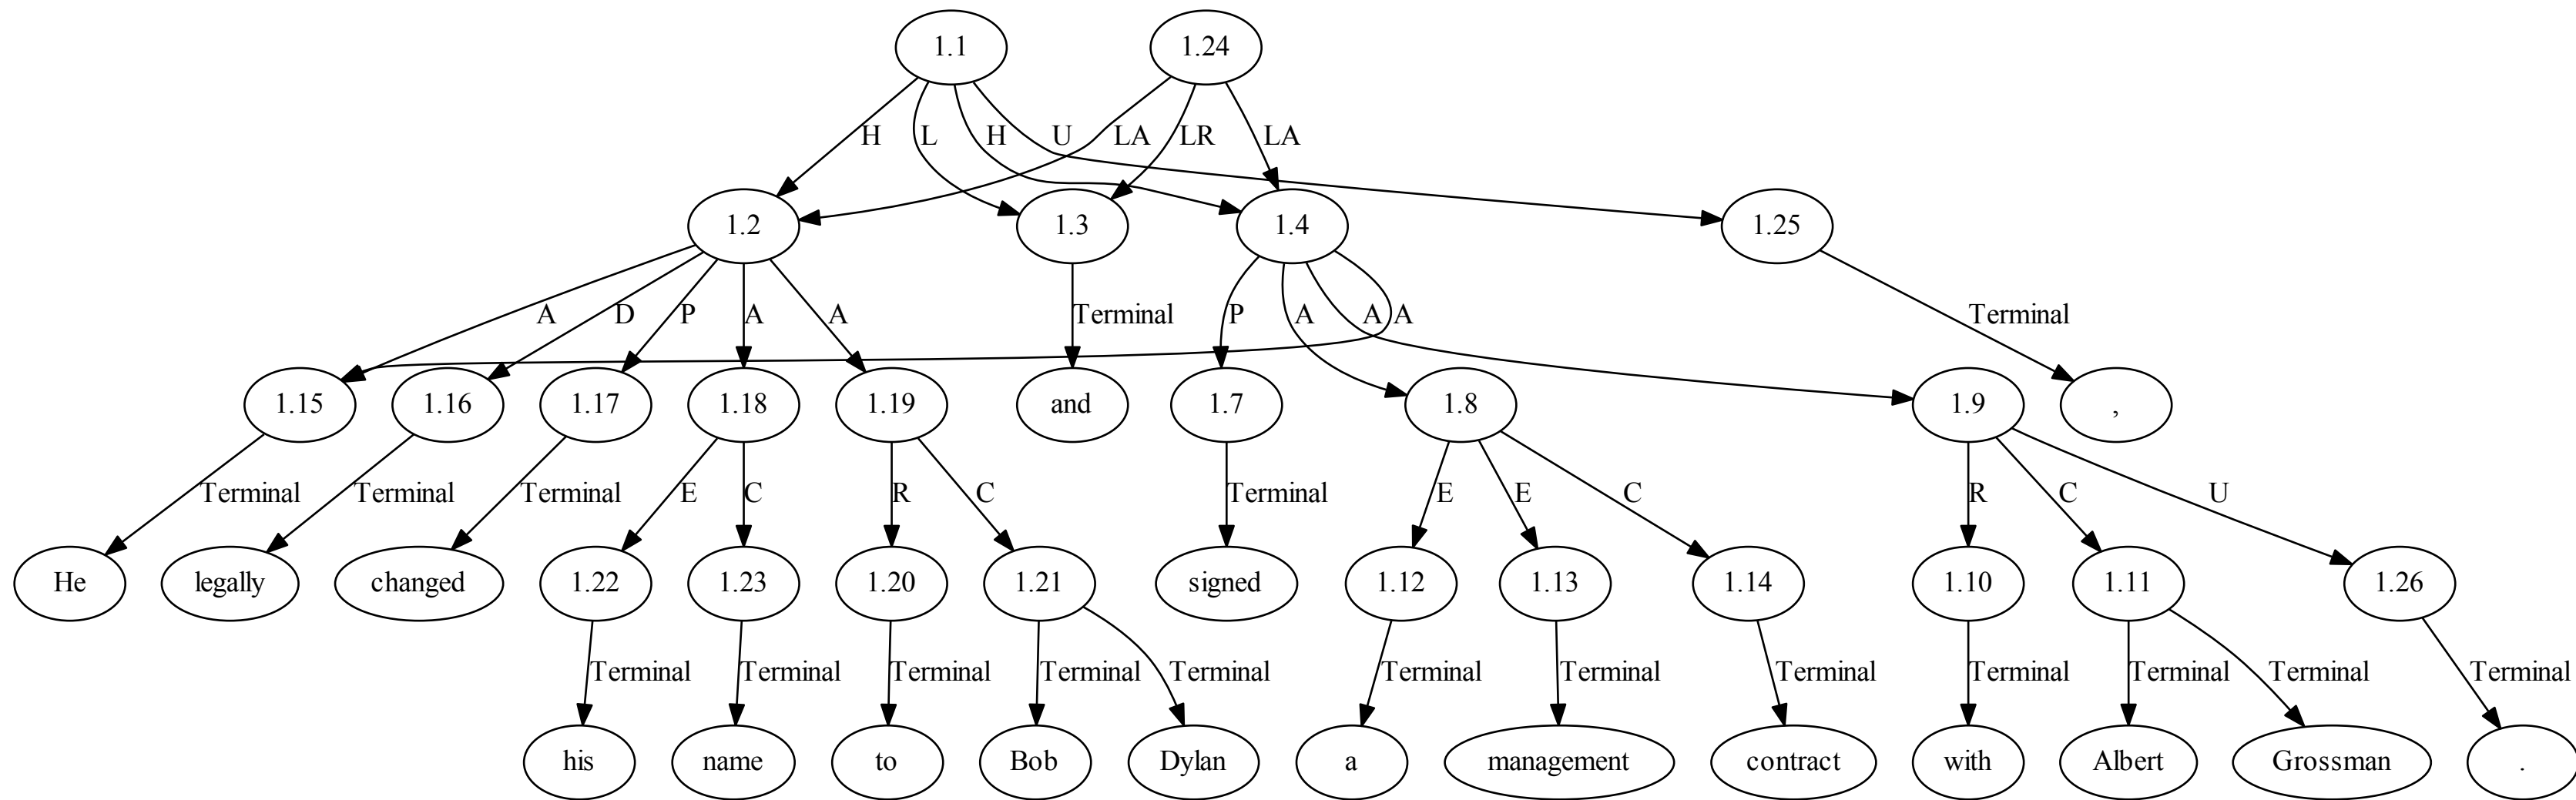 1.1 1.24
H L H U LA LR LA
1.2 1.3 1.4 1.25
A D P A A Terminal P A A A Terminal
1.15 1.16 1.17 1.18 1.19 and 1.7 1.8 1.9 ,
Terminal Terminal Terminal E C R C Terminal E E C R C U
He legally changed 1.22 1.23 1.20 1.21 signed 1.12 1.13 1.14 1.10 1.11 1.26
Terminal Terminal Terminal Terminal Terminal Terminal Terminal Terminal Terminal Terminal Terminal Terminal
his name to Bob Dylan a management contract with Albert Grossman .